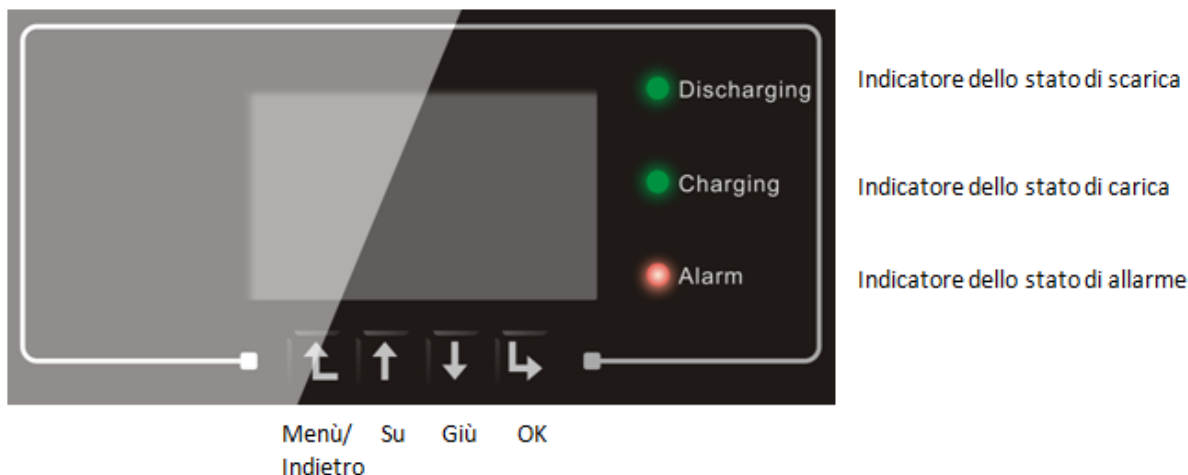 Discharging
Indicatore dello stato di scarica
Charging
Indicatore dello stato di carica
Alarm
Indicatore dello stato di allarme
Menù/
Indietro
Su
Giù
OK